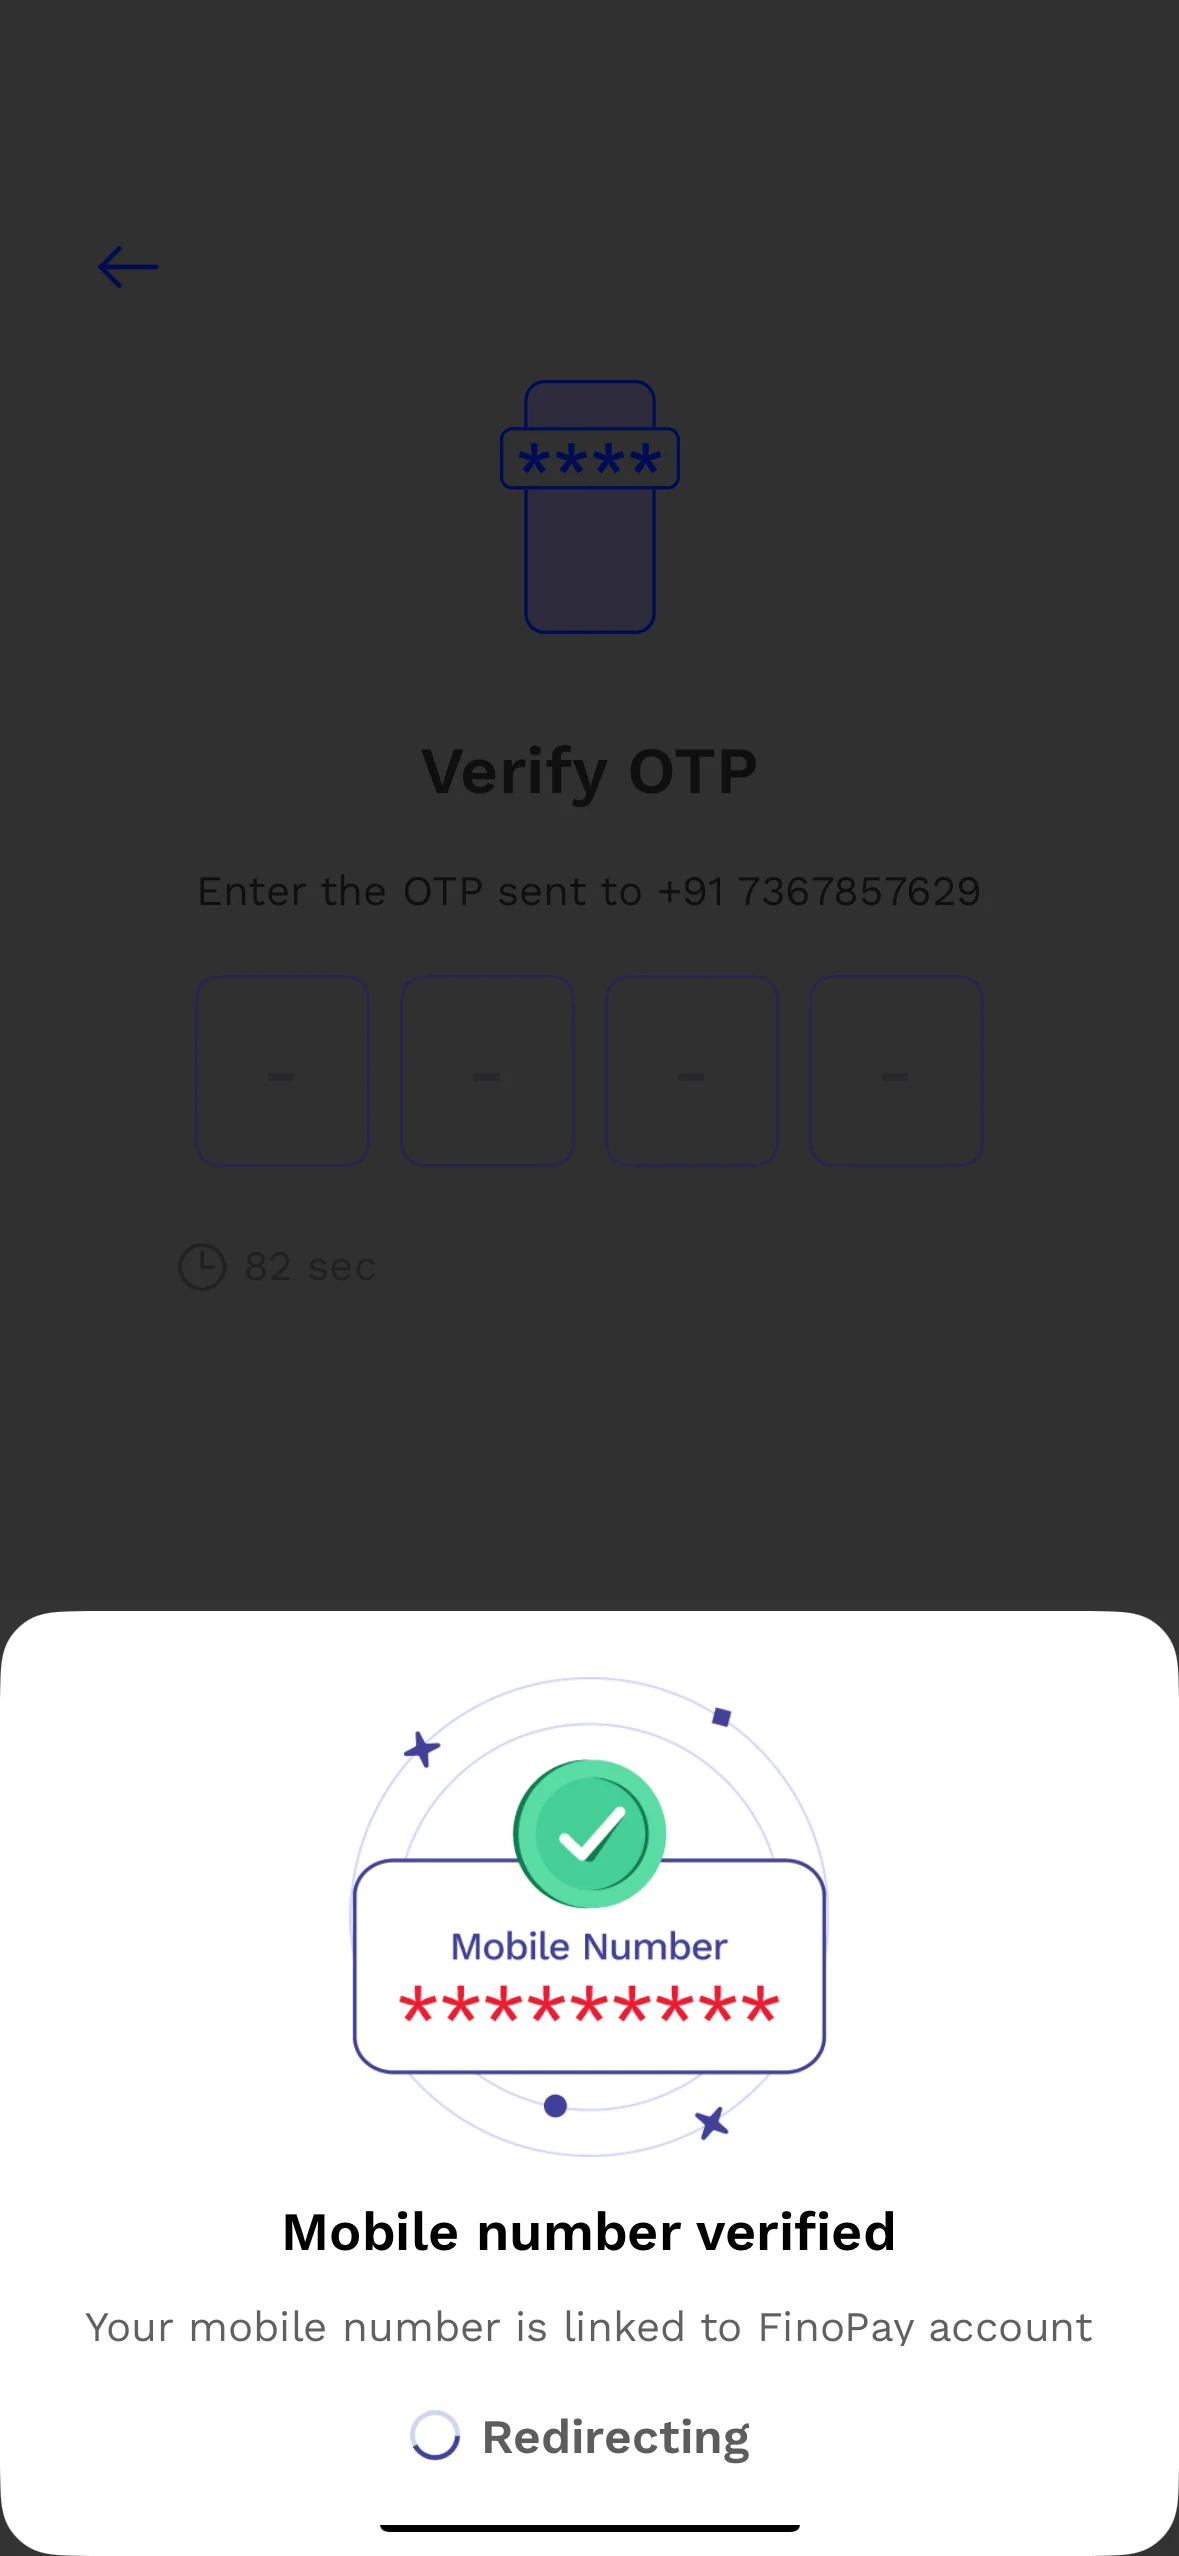 ****
Verify OTP
Enter the OTP sent to +91 7367857629
- - - -
82 sec
Mobile Number
*********
Mobile number verified
Your mobile number is linked to FinoPay account
Redirecting